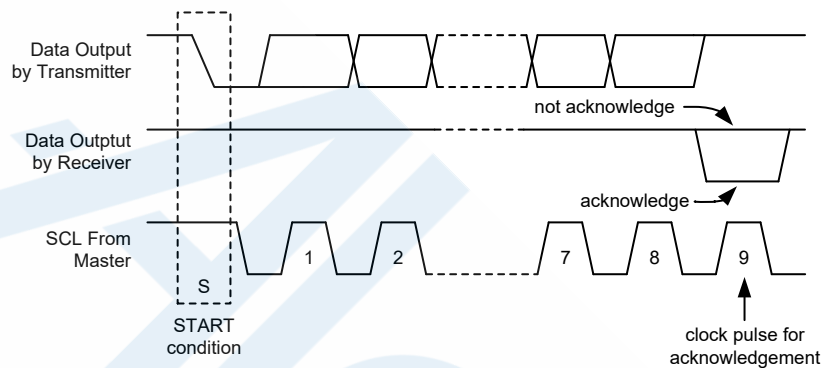 Data Output
by Transmitter
not acknowledge
Data Outptut
by Receiver
acknowledge
SCL From
Master
1
2
7
8
9
S
START
condition
clock pulse for
acknowledgement